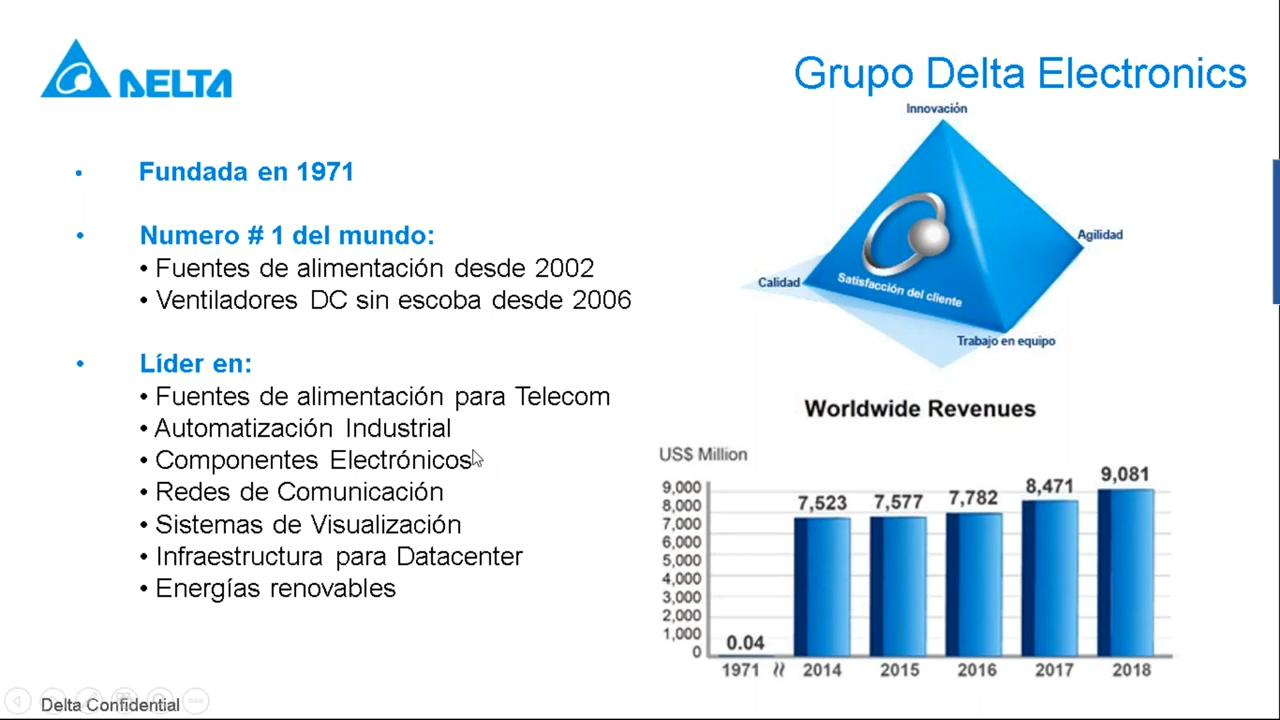 DELTA
Grupo Delta Electronics
• Fundada en 1971
• Numero # 1 del mundo:
• Fuentes de alimentación desde 2002
• Ventiladores DC sin escoba desde 2006
• Líder en:
• Fuentes de alimentación para Telecom
• Automatización Industrial
• Componentes Electrónicos
• Redes de Comunicación
• Sistemas de Visualización
• Infraestructura para Datacenter
• Energías renovables
Innovación
Agilidad
Calidad
Satisfacción del cliente
Trabajo en equipo
Worldwide Revenues
US$ Million
9,000
8,000
7,000
6,000
5,000
4,000
3,000
2,000
1,000
0
0.04
7,523
7,577
7,782
8,471
9,081
1971 2014 2015 2016 2017 2018
Delta Confidential